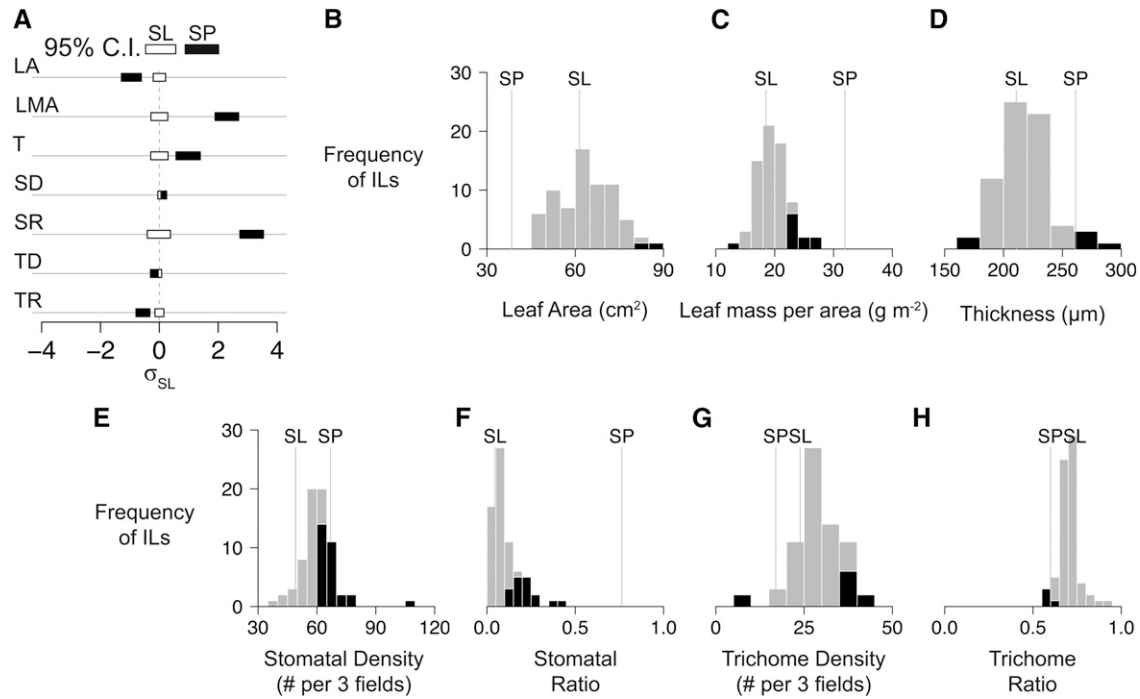 A
95% C.I.
SL
SP
LA
LMA
T
SD
SR
TD
TR
−4 −2 0 2 4
σSL
B
Frequency
of ILs
30
20
10
0
SP SL
30 60 90
Leaf Area (cm²)
C
SL SP
10 20 30 40
Leaf mass per area (g m⁻²)
D
SL SP
150 200 250 300
Thickness (μm)
E
Frequency
of ILs
30
20
10
0
SL SP
30 60 90 120
Stomatal Density
(# per 3 fields)
F
SL SP
0.0 0.5 1.0
Stomatal
Ratio
G
SPSL
0 25 50
Trichome Density
(# per 3 fields)
H
SPSL
0.0 0.5 1.0
Trichome
Ratio